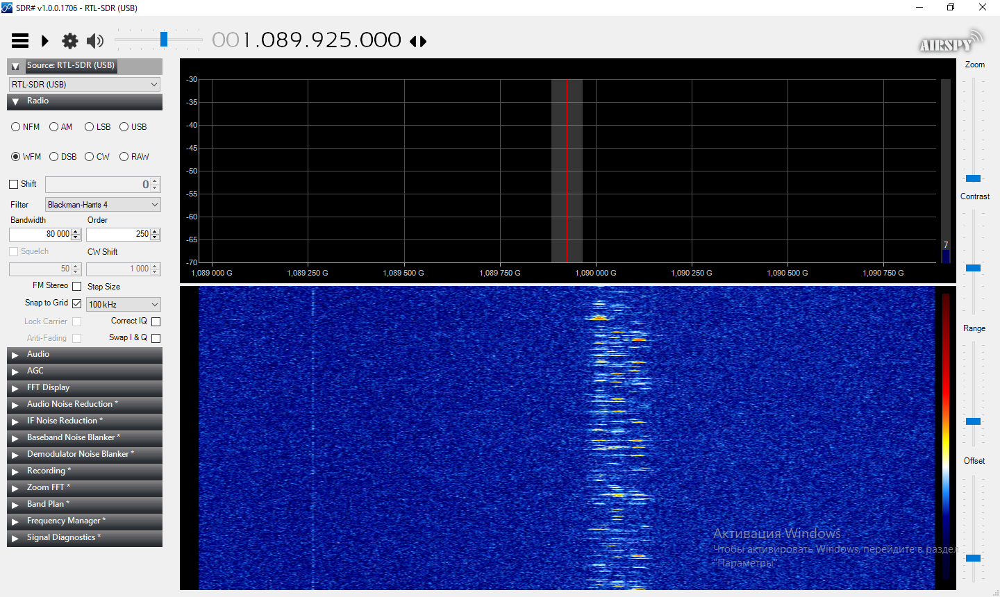 SDR# v1.0.0.1706 - RTL-SDR (USB)
001.089.925.000
AIRSPY
Source: RTL-SDR (USB)
RTL-SDR (USB)
Radio
NFM AM LSB USB
WFM DSB CW RAW
Shift 0
Filter Blackman-Harris 4
Bandwidth Order
80 000 250
Squelch CW Shift
50 1 000
FM Stereo Step Size
Snap to Grid 100 kHz
Lock Carrier Correct IQ
Anti-Fading Swap I & Q
Audio
AGC
FFT Display
Audio Noise Reduction *
IF Noise Reduction *
Baseband Noise Blanker *
Demodulator Noise Blanker *
Recording *
Zoom FFT *
Band Plan *
Frequency Manager *
Signal Diagnostics *
-30
-35
-40
-45
-50
-55
-60
-65
-70
7
1,089 000 G 1,089 250 G 1,089 500 G 1,089 750 G 1,090 000 G 1,090 250 G 1,090 500 G 1,090 750 G
Zoom
Contrast
Range
Offset
Активация Windows
Чтобы активировать Windows, перейдите в раздел
"Параметры".